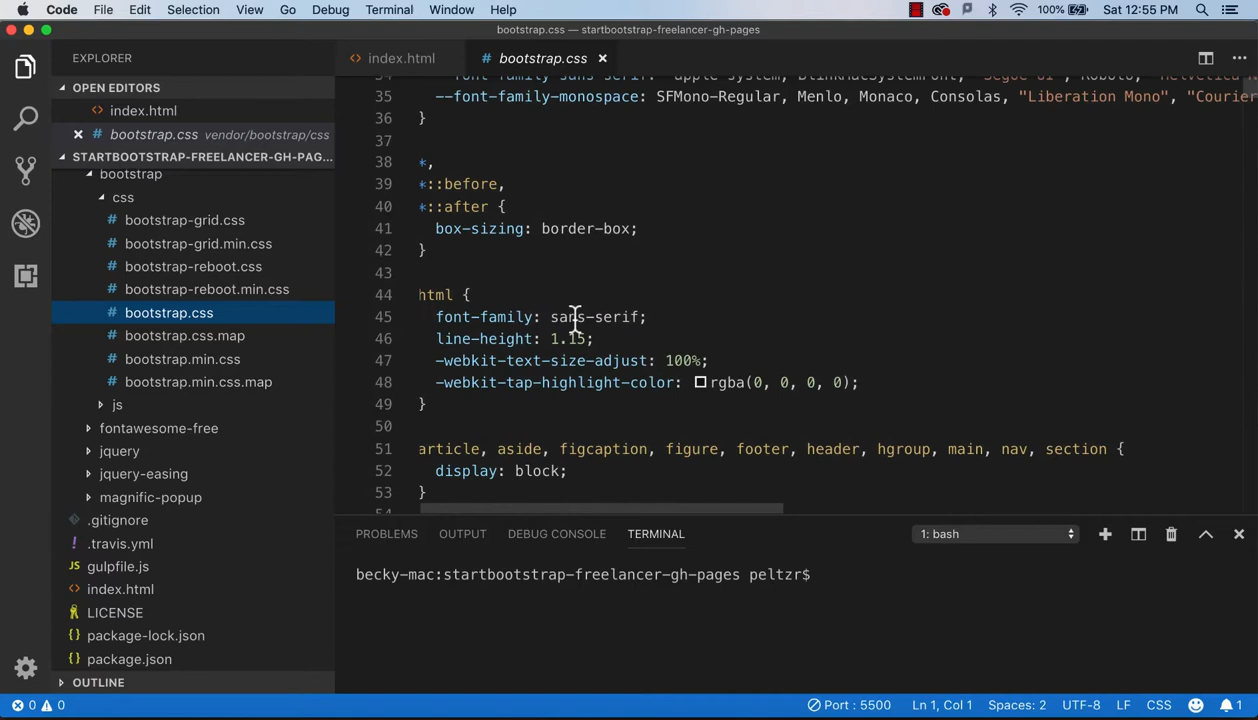 Code File Edit Selection View Go Debug Terminal Window Help 100% Sat 12:55 PM
bootstrap.css — startbootstrap-freelancer-gh-pages
EXPLORER
OPEN EDITORS
index.html
bootstrap.css vendor/bootstrap/css
STARTBOOTSTRAP-FREELANCER-GH-PAG...
bootstrap
css
bootstrap-grid.css
bootstrap-grid.min.css
bootstrap-reboot.css
bootstrap-reboot.min.css
bootstrap.css
bootstrap.css.map
bootstrap.min.css
bootstrap.min.css.map
js
fontawesome-free
jquery
jquery-easing
magnific-popup
.gitignore
.travis.yml
gulpfile.js
index.html
LICENSE
package-lock.json
package.json
OUTLINE
index.html bootstrap.css
35 --font-family-monospace: SFMono-Regular, Menlo, Monaco, Consolas, "Liberation Mono", "Courier
36 }
37
38 *,
39 *::before,
40 *::after {
41 box-sizing: border-box;
42 }
43
44 html {
45 font-family: sans-serif;
46 line-height: 1.15;
47 -webkit-text-size-adjust: 100%;
48 -webkit-tap-highlight-color: rgba(0, 0, 0, 0);
49 }
50
51 article, aside, figcaption, figure, footer, header, hgroup, main, nav, section {
52 display: block;
53 }
PROBLEMS OUTPUT DEBUG CONSOLE TERMINAL 1: bash
becky-mac:startbootstrap-freelancer-gh-pages peltzr$
0 0 Port : 5500 Ln 1, Col 1 Spaces: 2 UTF-8 LF CSS 1